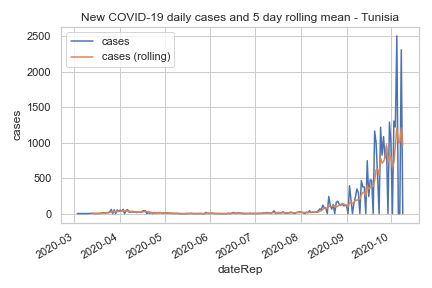 New COVID-19 daily cases and 5 day rolling mean - Tunisia
cases
cases (rolling)
2500
2000
1500
1000
500
0
cases
2020-03
2020-04
2020-05
2020-06
2020-07
2020-08
2020-09
2020-10
dateRep